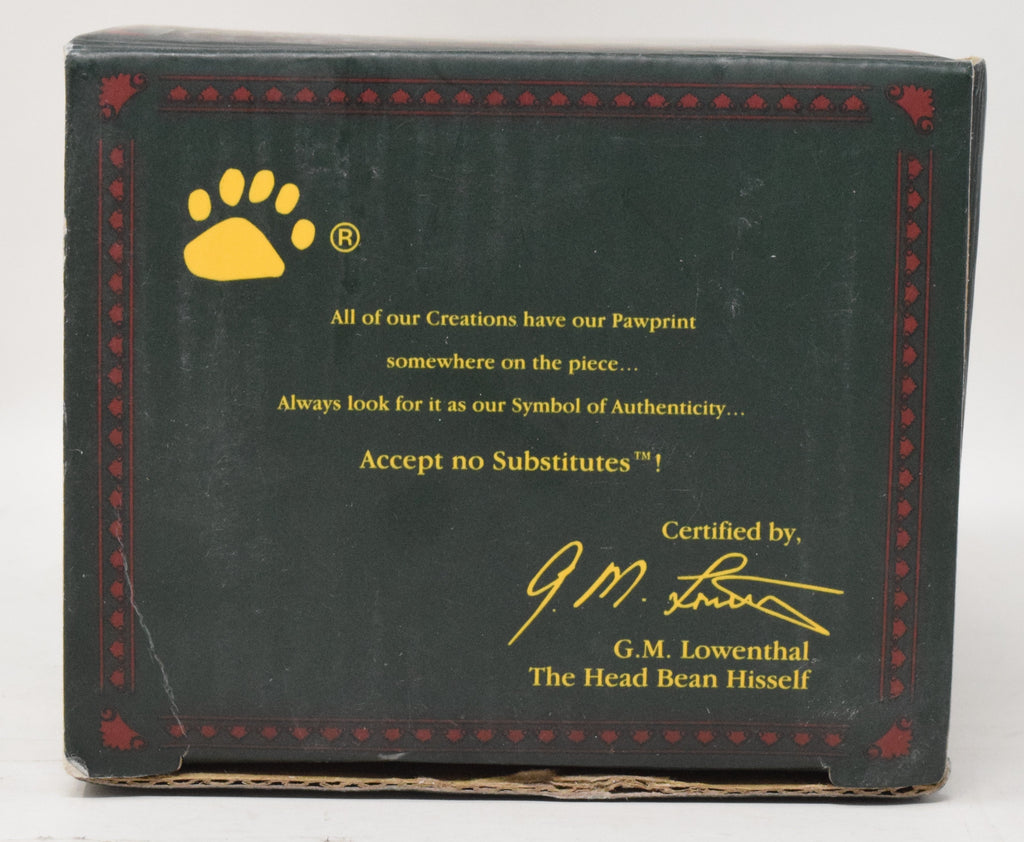 ®
All of our Creations have our Pawprint
somewhere on the piece...
Always look for it as our Symbol of Authenticity...
Accept no Substitutes™!
Certified by,
G.M. Lowenthal
G.M. Lowenthal
The Head Bean Hisself